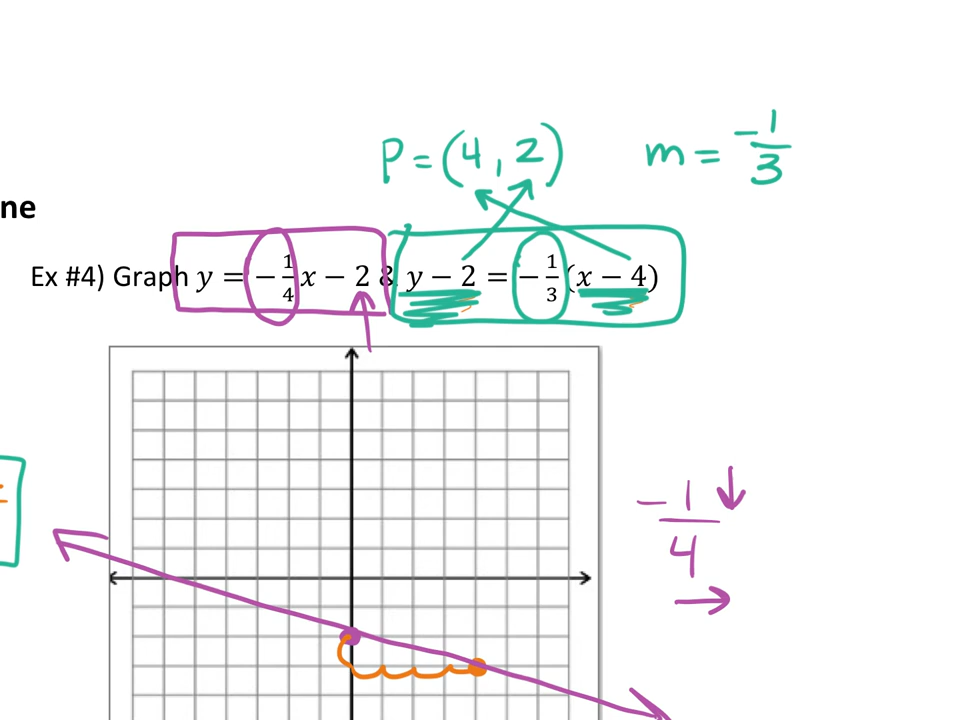 P = (4, 2) m = -1/3
ne
Ex #4) Graph y = −1/4 x − 2 & y − 2 = −1/3 (x − 4)
-1/4